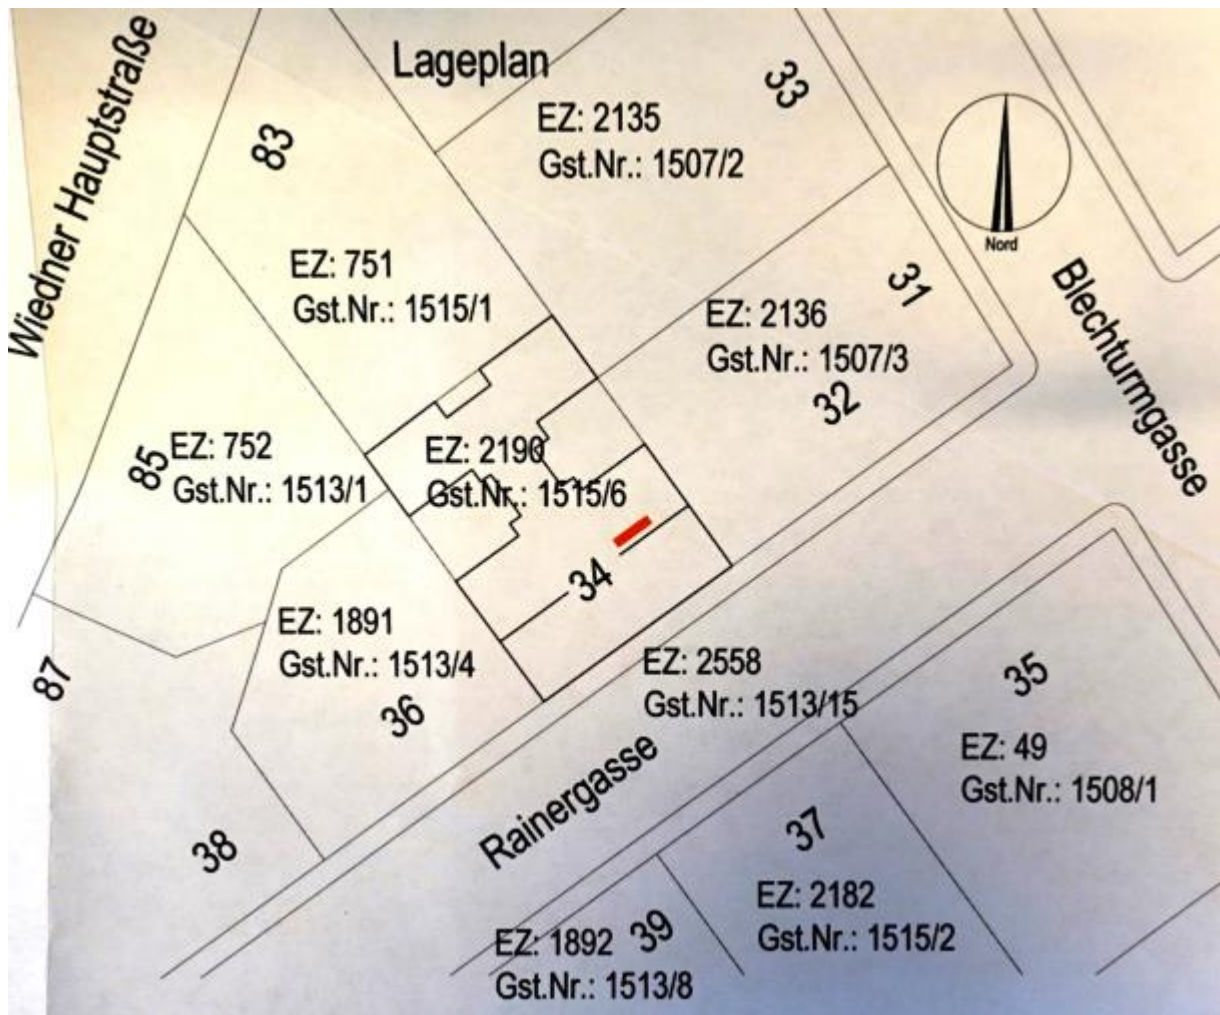 Lageplan
Wiedner Hauptstraße
83
33
EZ: 2135
Gst.Nr.: 1507/2
Nord
EZ: 751
Gst.Nr.: 1515/1
31
EZ: 2136
Gst.Nr.: 1507/3
32
Blechturmgasse
85
EZ: 752
Gst.Nr.: 1513/1
EZ: 2190
Gst.Nr.: 1515/6
34
EZ: 1891
Gst.Nr.: 1513/4
36
87
EZ: 2558
Gst.Nr.: 1513/15
35
Rainergasse
EZ: 49
Gst.Nr.: 1508/1
38
37
EZ: 2182
Gst.Nr.: 1515/2
39
EZ: 1892
Gst.Nr.: 1513/8